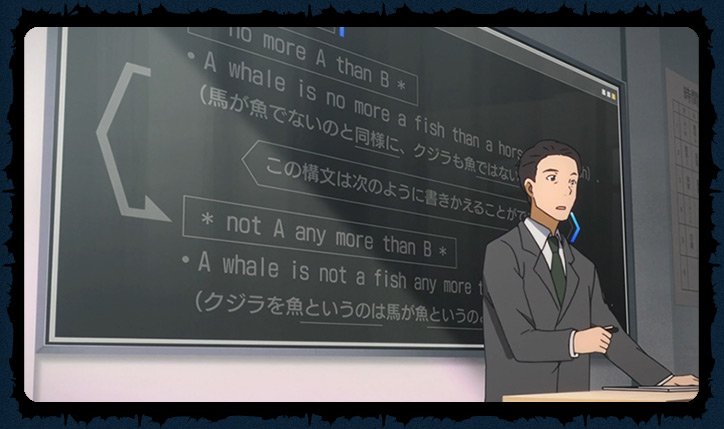 no more A than B *
・A whale is no more a fish than a hors
(馬が魚でないのと同様に、クジラも魚ではない
この構文は次のように書きかえることがで
* not A any more than B *
・A whale is not a fish any more t
(クジラを魚というのは馬が魚というの
時間